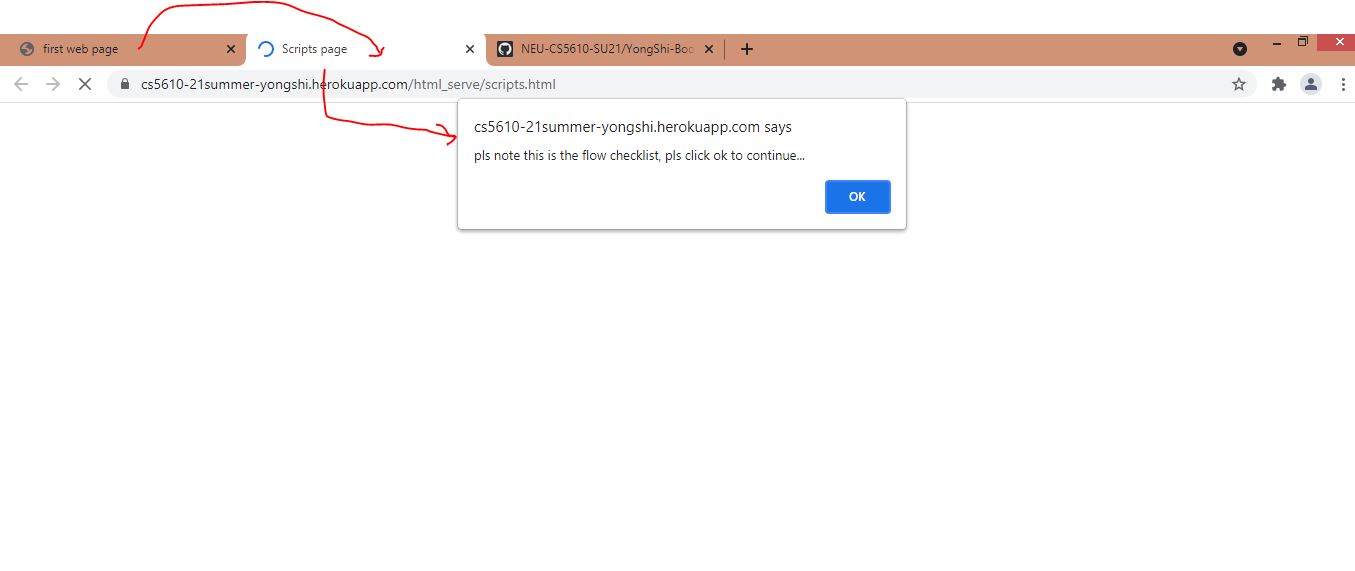 first web page
Scripts page
NEU-CS5610-SU21/YongShi-Boo
cs5610-21summer-yongshi.herokuapp.com/html_serve/scripts.html
cs5610-21summer-yongshi.herokuapp.com says
pls note this is the flow checklist, pls click ok to continue...
OK